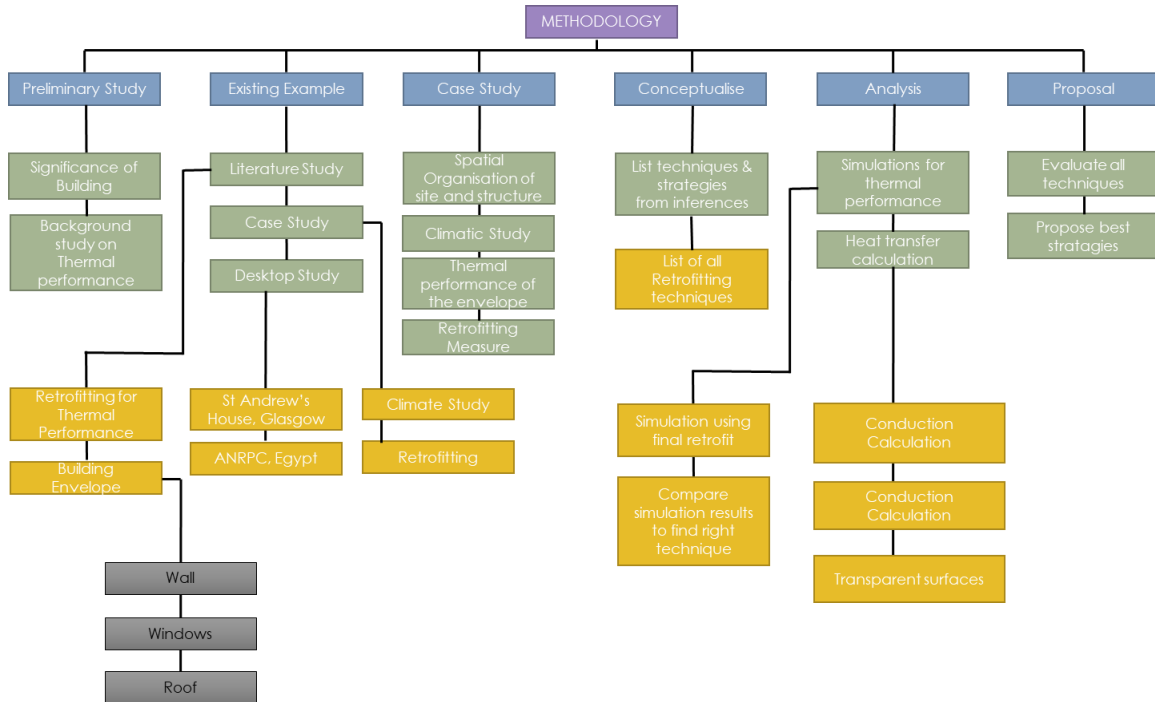 METHODOLOGY
Preliminary Study
Existing Example
Case Study
Conceptualise
Analysis
Proposal
Significance of
Building
Background
study on
Thermal
performance
Literature Study
Case Study
Desktop Study
Spatial
Organisation of
site and structure
Climatic Study
Thermal
performance of
the envelope
Retrofitting
Measure
List techniques &
strategies
from inferences
List of all
Retrofitting
techniques
Simulations for
thermal
performance
Heat transfer
calculation
Evaluate all
techniques
Propose best
stratagies
Retrofitting for
Thermal
Performance
Building
Envelope
St Andrew’s
House, Glasgow
ANRPC, Egypt
Climate Study
Retrofitting
Simulation using
final retrofit
Compare
simulation results
to find right
technique
Conduction
Calculation
Conduction
Calculation
Transparent surfaces
Wall
Windows
Roof